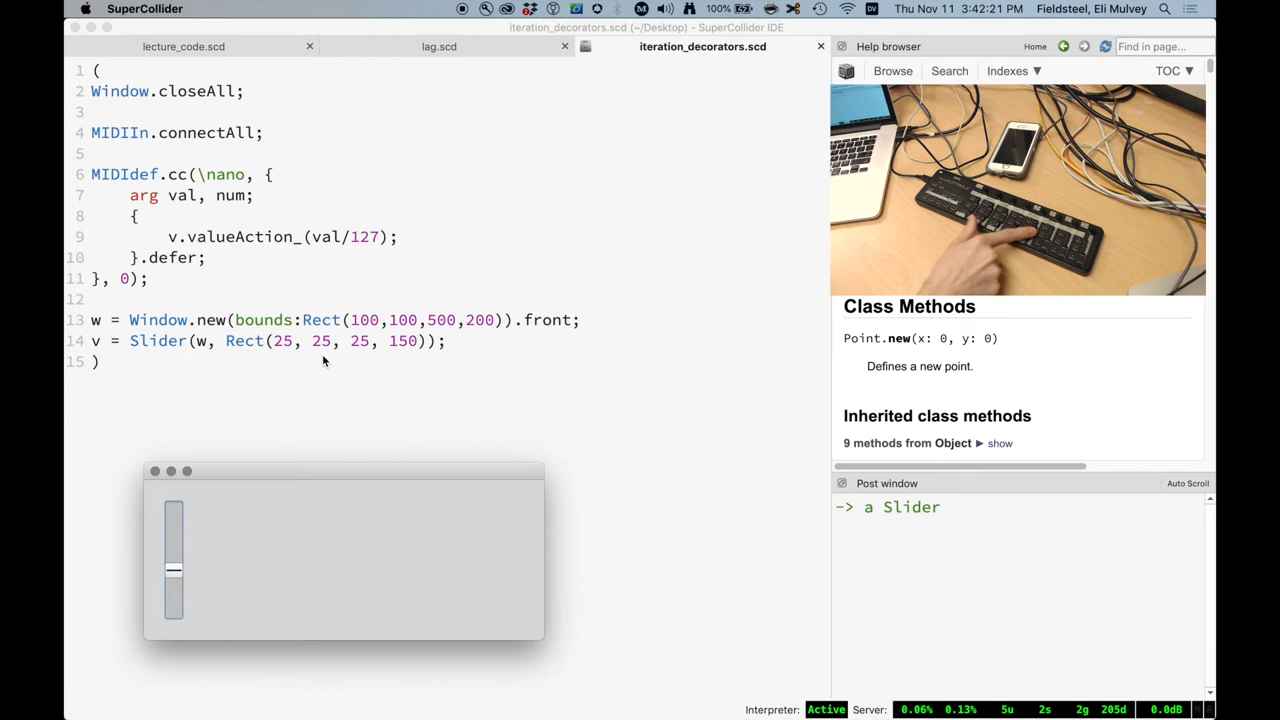 SuperCollider
100%
Thu Nov 11 3:42:21 PM
Fieldsteel, Eli Mulvey
iteration_decorators.scd (~/Desktop) - SuperCollider IDE
lecture_code.scd
lag.scd
iteration_decorators.scd
Help browser
Home
Find in page...
Browse
Search
Indexes ▼
TOC ▼
1 (
2 Window.closeAll;
3
4 MIDIIn.connectAll;
5
6 MIDIdef.cc(\nano, {
7 arg val, num;
8 {
9 v.valueAction_(val/127);
10 }.defer;
11 }, 0);
12
13 w = Window.new(bounds:Rect(100,100,500,200)).front;
14 v = Slider(w, Rect(25, 25, 25, 150));
15 )
Class Methods
Point.new(x: 0, y: 0)
Defines a new point.
Inherited class methods
9 methods from Object ▶ show
Post window
Auto Scroll
-> a Slider
Interpreter: Active Server: 0.06% 0.13% 5u 2s 2g 205d 0.0dB